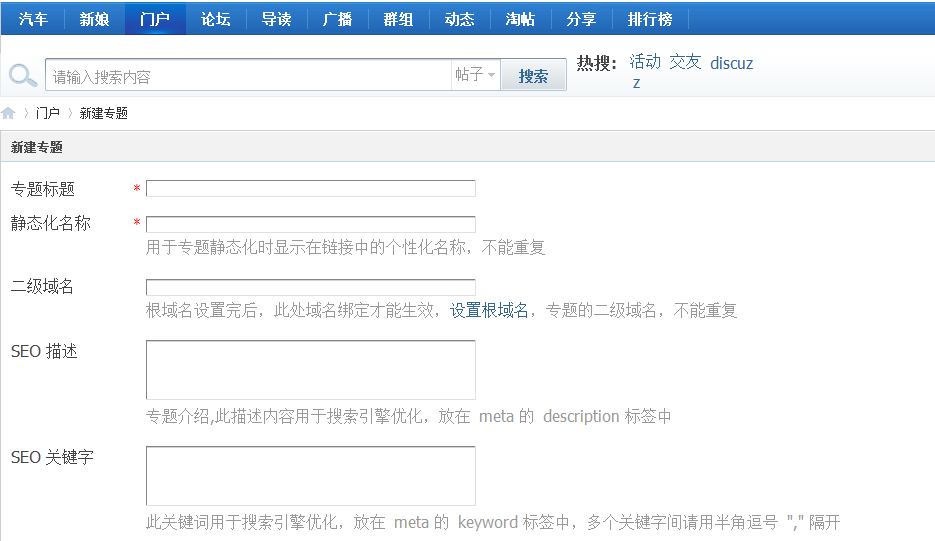 汽车 新娘 门户 论坛 导读 广播 群组 动态 淘帖 分享 排行榜
请输入搜索内容 帖子 搜索 热搜: 活动 交友 discuz
z
门户 新建专题
新建专题
专题标题 *
静态化名称 *
用于专题静态化时显示在链接中的个性化名称，不能重复
二级域名
根域名设置完后，此处域名绑定才能生效，设置根域名，专题的二级域名，不能重复
SEO 描述
专题介绍,此描述内容用于搜索引擎优化，放在 meta 的 description 标签中
SEO 关键字
此关键词用于搜索引擎优化，放在 meta 的 keyword 标签中，多个关键字间请用半角逗号 "," 隔开